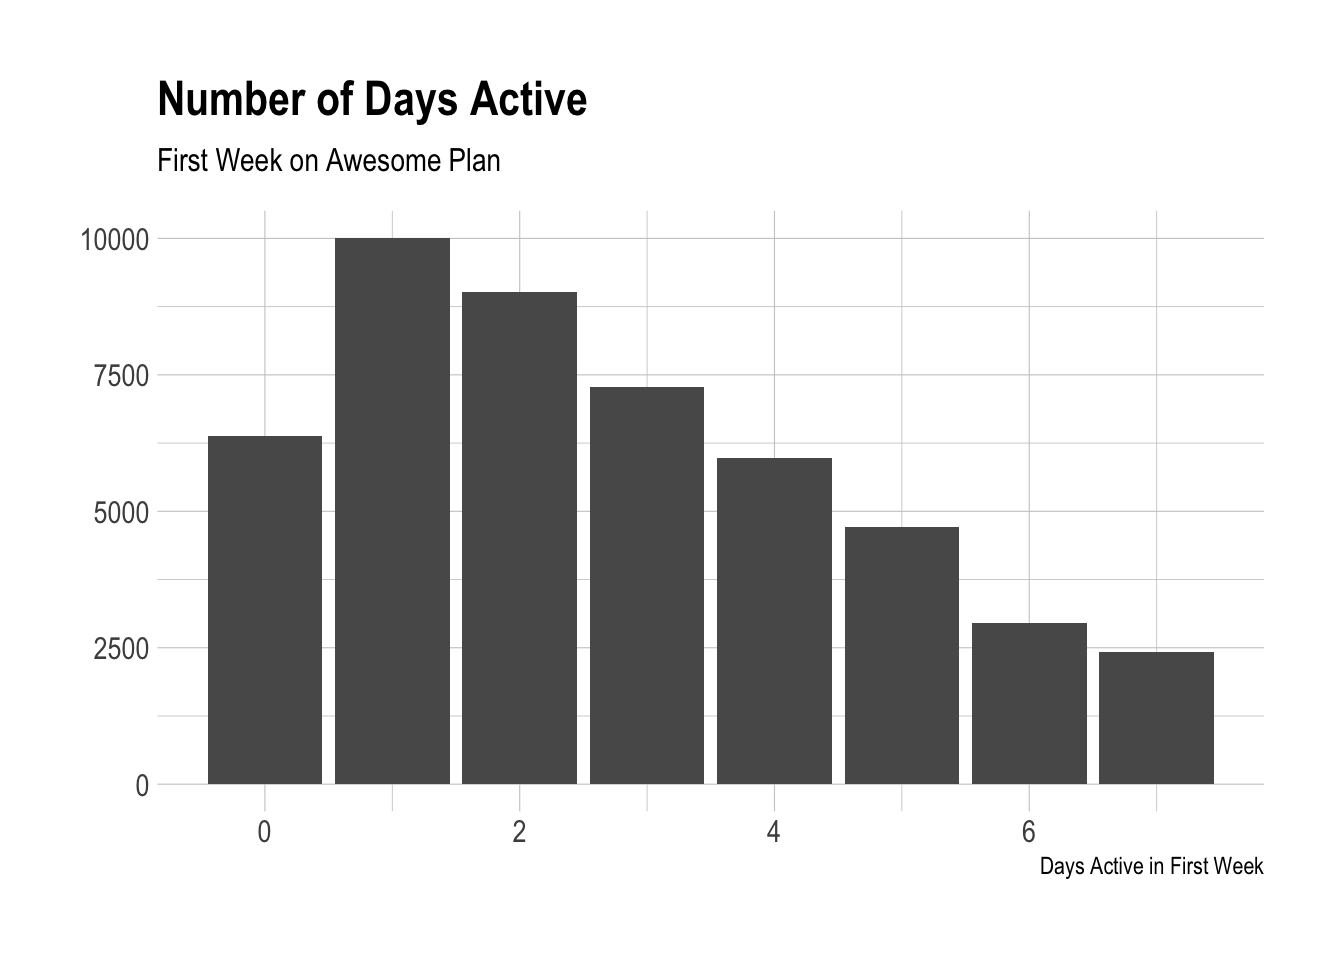 Number of Days Active
First Week on Awesome Plan
10000
7500
5000
2500
0
0 2 4 6
Days Active in First Week